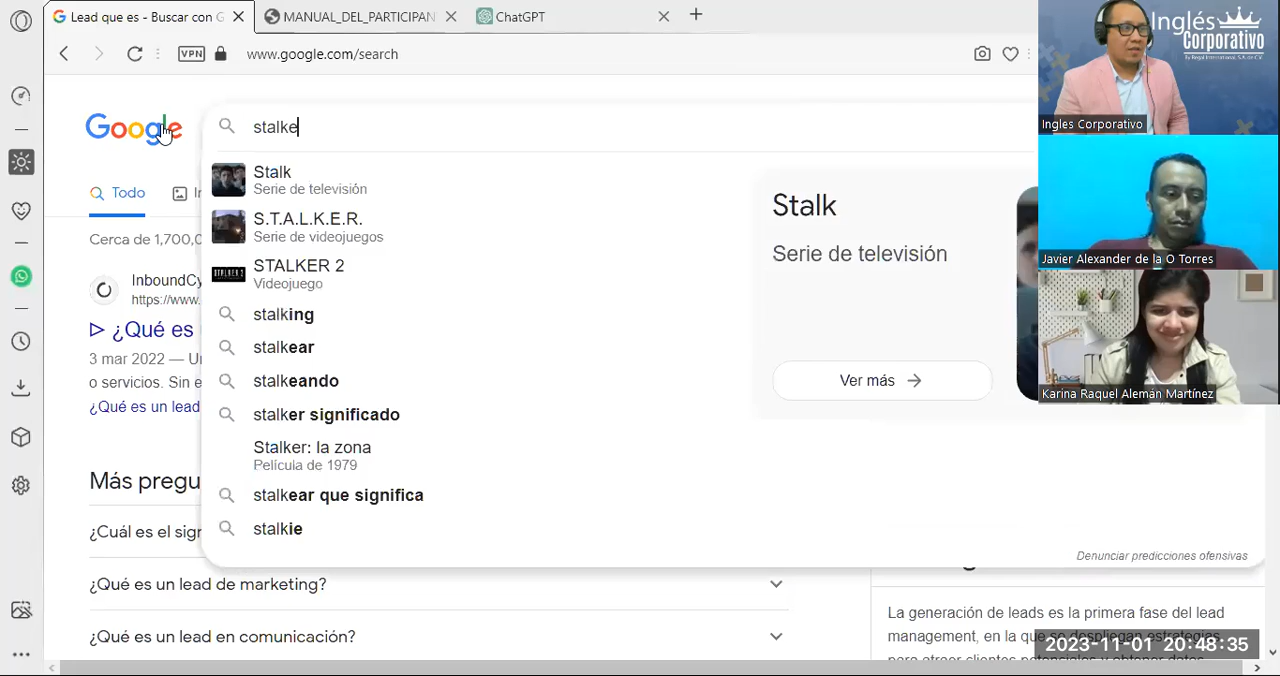 Lead que es - Buscar con G
MANUAL_DEL_PARTICIPAN
ChatGPT
VPN
www.google.com/search
Google
stalke
Todo
Cerca de 1,700,0
InboundCy
https://www.
¿Qué es
3 mar 2022 — Un
o servicios. Sin e
¿Qué es un lead
Más pregu
¿Cuál es el sign
¿Qué es un lead de marketing?
¿Qué es un lead en comunicación?
Stalk
Serie de televisión
S.T.A.L.K.E.R.
Serie de videojuegos
STALKER 2
Videojuego
stalking
stalkear
stalkeando
stalker significado
Stalker: la zona
Película de 1979
stalkear que significa
stalkie
Stalk
Serie de televisión
Ver más
Denunciar predicciones ofensivas
La generación de leads es la primera fase del lead
management, en la que se despliegan estrategias
2023-11-01 20:48:35
Inglés
Corporativo
Ingles Corporativo
Javier Alexander de la O Torres
Karina Raquel Alemán Martínez